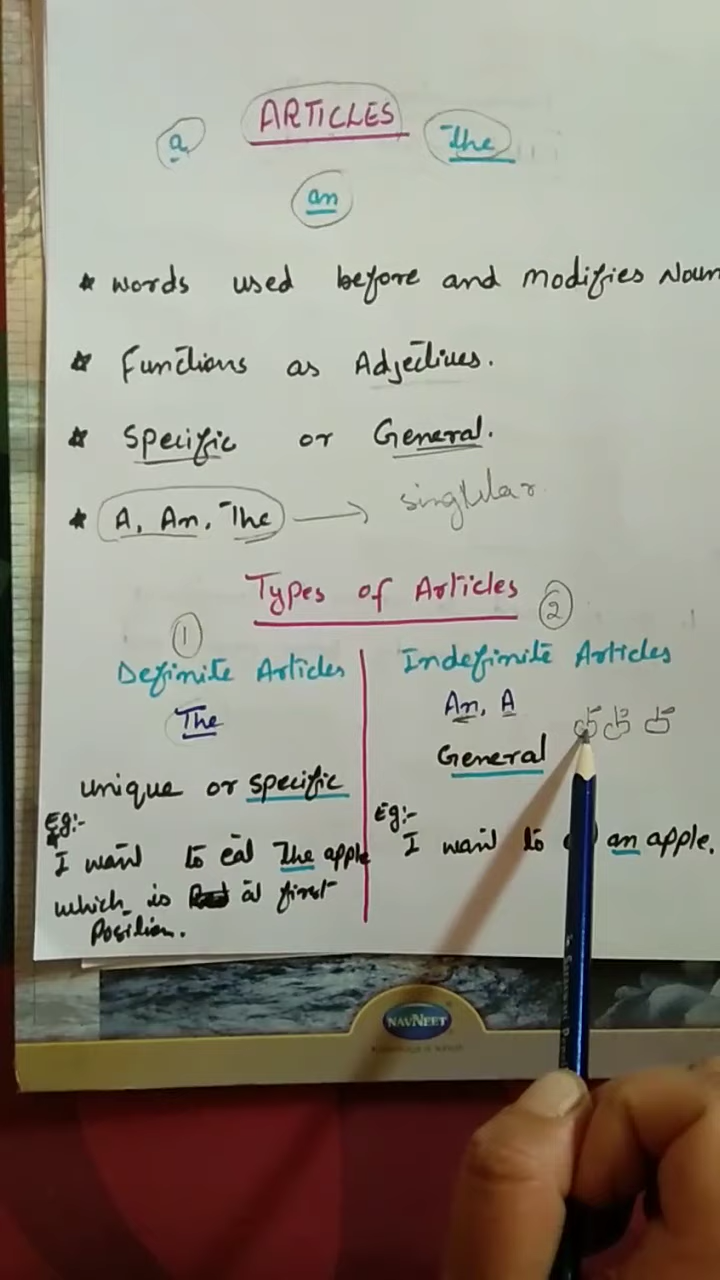 ARTICLES
a The
an
* words used before and modifies Noun
* Functions as Adjectives.
* Specific or General.
* A, An, The → singular.
Types of Articles
1 2
Definite Articles
The
unique or specific
Eg:-
I want to eat The apple
which is at first
Position.
Indefinite Articles
An, A
General
Eg:-
I want to an apple.
NAVNEET